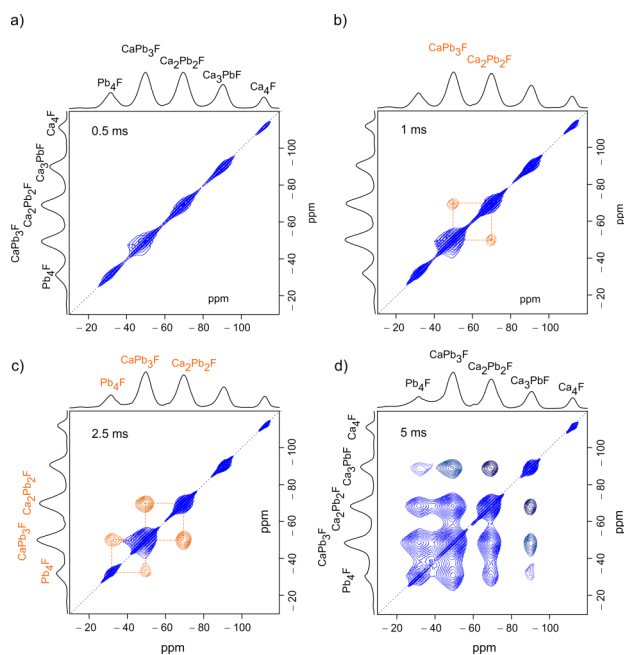 a)
CaPb₃F
Pb₄F
Ca₂Pb₂F
Ca₃PbF
Ca₄F
0.5 ms
Ca₄F
Ca₃PbF
Ca₂Pb₂F
CaPb₃F
Pb₄F
– 100
– 80
– 60
– 40
– 20
ppm
ppm
– 20
– 40
– 60
– 80
– 100
b)
CaPb₃F
Ca₂Pb₂F
1 ms
– 100
– 80
– 60
– 40
– 20
ppm
ppm
– 20
– 40
– 60
– 80
– 100
c)
CaPb₃F
Pb₄F
Ca₂Pb₂F
2.5 ms
Ca₂Pb₂F
CaPb₃F
Pb₄F
– 100
– 80
– 60
– 40
– 20
ppm
– 20
– 40
– 60
– 80
– 100
ppm
d)
CaPb₃F
Pb₄F
Ca₂Pb₂F
Ca₃PbF
Ca₄F
5 ms
Ca₄F
Ca₃PbF
Ca₂Pb₂F
CaPb₃F
Pb₄F
– 100
– 80
– 60
– 40
– 20
ppm
– 20
– 40
– 60
– 80
– 100
ppm